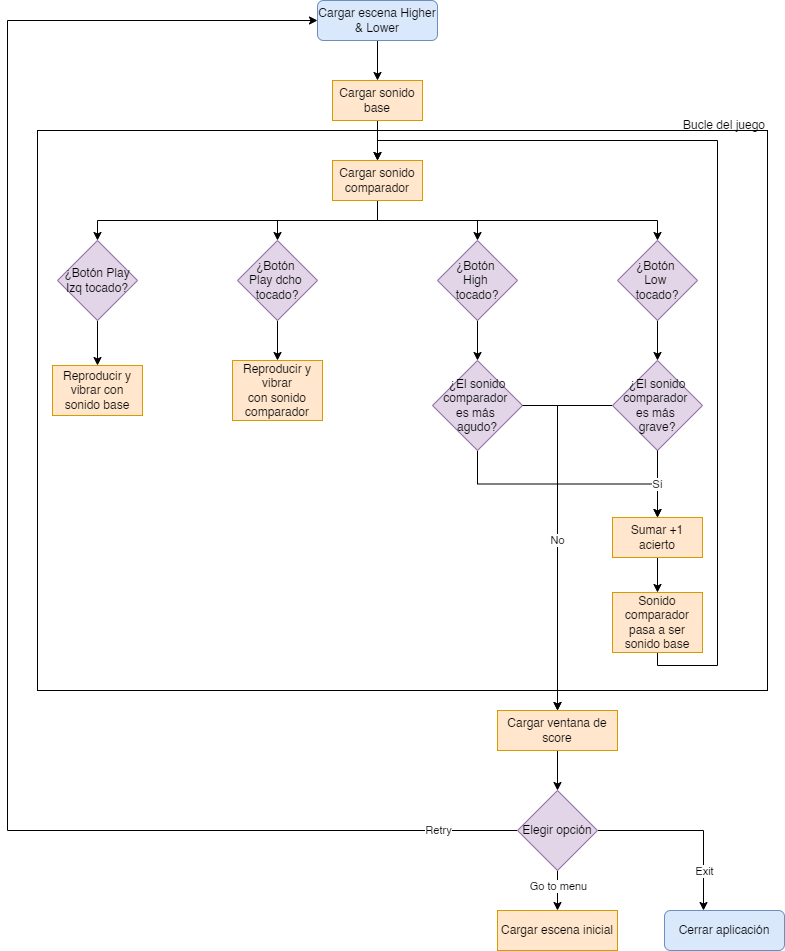 Cargar escena Higher
& Lower
Cargar sonido
base
Bucle del juego
Cargar sonido
comparador
¿Botón Play
Izq tocado?
¿Botón
Play dcho
tocado?
¿Botón
High
tocado?
¿Botón
Low
tocado?
Reproducir y
vibrar con
sonido base
Reproducir y
vibrar
con sonido
comparador
¿El sonido
comparador
es más
agudo?
¿El sonido
comparador
es más
grave?
Sí
Sumar +1
acierto
No
Sonido
comparador
pasa a ser
sonido base
Cargar ventana de
score
Elegir opción
Retry
Exit
Go to menu
Cargar escena inicial
Cerrar aplicación